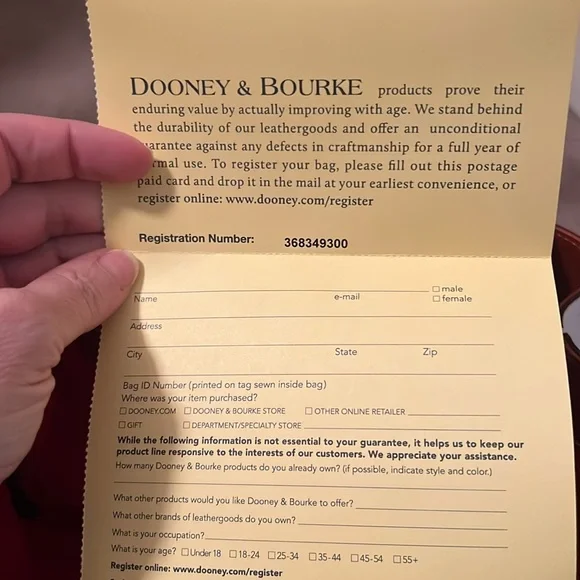 DOONEY & BOURKE products prove their
enduring value by actually improving with age. We stand behind
the durability of our leathergoods and offer an unconditional
guarantee against any defects in craftmanship for a full year of
normal use. To register your bag, please fill out this postage
paid card and drop it in the mail at your earliest convenience, or
register online: www.dooney.com/register
Registration Number: 368349300
☐ male
Name e-mail ☐ female
Address
City State Zip
Bag ID Number (printed on tag sewn inside bag)
Where was your item purchased?
☐ DOONEY.COM ☐ DOONEY & BOURKE STORE ☐ OTHER ONLINE RETAILER
☐ GIFT ☐ DEPARTMENT/SPECIALTY STORE
While the following information is not essential to your guarantee, it helps us to keep our
product line responsive to the interests of our customers. We appreciate your assistance.
How many Dooney & Bourke products do you already own? (if possible, indicate style and color.)
What other products would you like Dooney & Bourke to offer?
What other brands of leathergoods do you own?
What is your occupation?
What is your age? ☐ Under 18 ☐ 18-24 ☐ 25-34 ☐ 35-44 ☐ 45-54 ☐ 55+
Register online: www.dooney.com/register